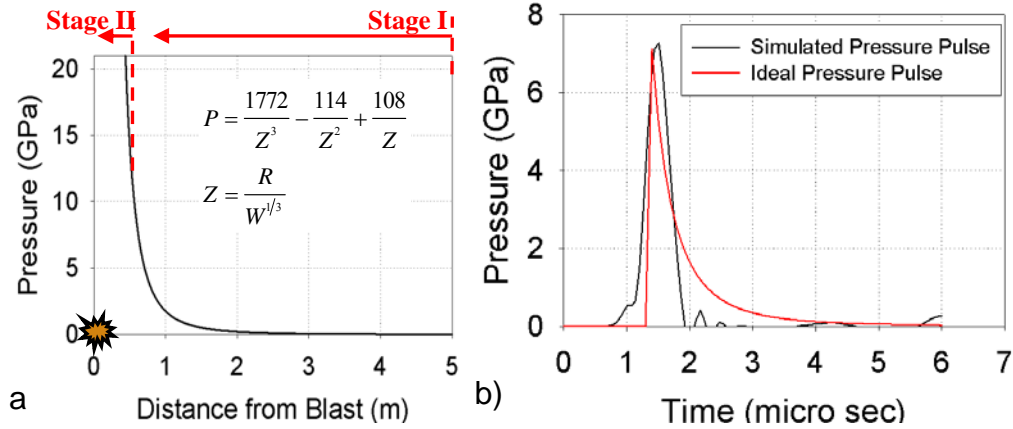 Stage II
Stage I
Pressure (GPa)
20
15
10
5
0
P = 1772/Z³ − 114/Z² + 108/Z
Z = R/W^{1/3}
0 1 2 3 4 5
Distance from Blast (m)
a
Pressure (GPa)
8
6
4
2
0
Simulated Pressure Pulse
Ideal Pressure Pulse
0 1 2 3 4 5 6 7
Time (micro sec)
b)